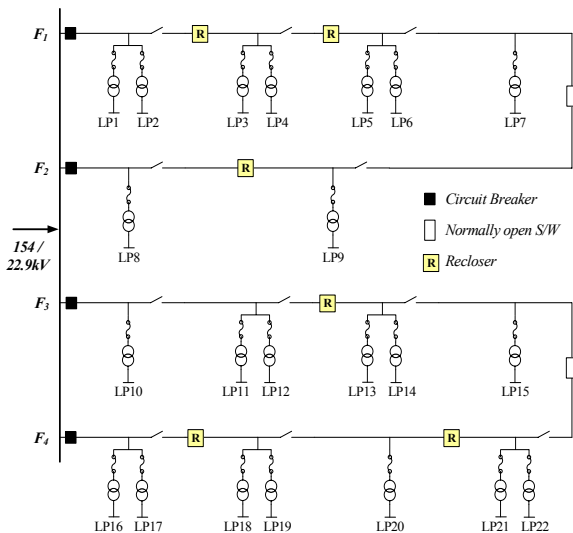 F1 R R
LP1 LP2 LP3 LP4 LP5 LP6 LP7
F2 R
LP8 LP9
154 /
22.9kV
Circuit Breaker
Normally open S/W
R Recloser
F3 R
LP10 LP11 LP12 LP13 LP14 LP15
F4 R R
LP16 LP17 LP18 LP19 LP20 LP21 LP22